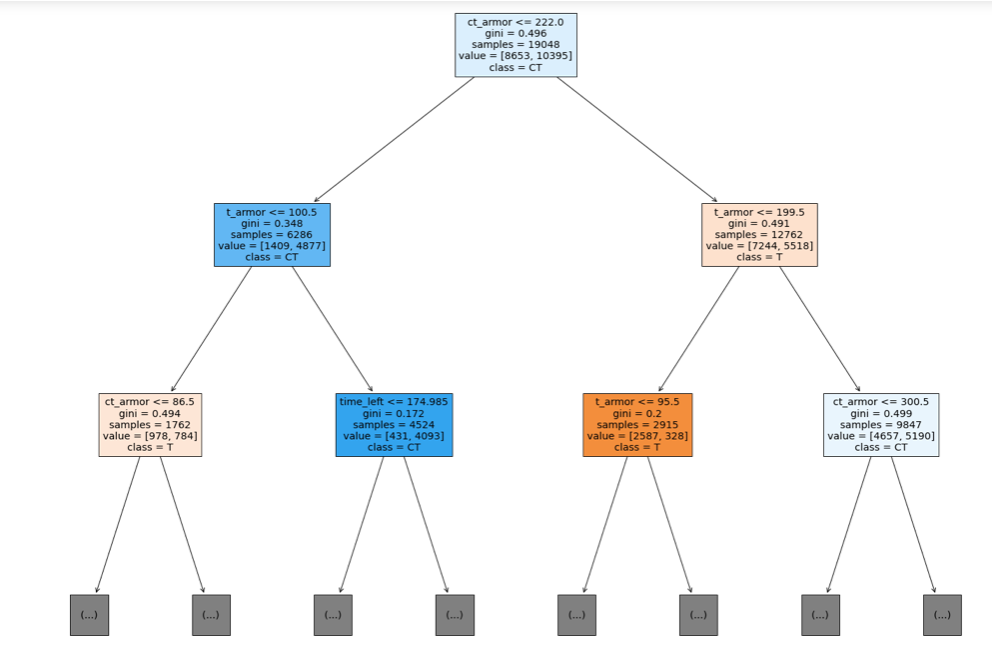 ct_armor <= 222.0
gini = 0.496
samples = 19048
value = [8653, 10395]
class = CT
t_armor <= 100.5
gini = 0.348
samples = 6286
value = [1409, 4877]
class = CT
t_armor <= 199.5
gini = 0.491
samples = 12762
value = [7244, 5518]
class = T
ct_armor <= 86.5
gini = 0.494
samples = 1762
value = [978, 784]
class = T
time_left <= 174.985
gini = 0.172
samples = 4524
value = [431, 4093]
class = CT
t_armor <= 95.5
gini = 0.2
samples = 2915
value = [2587, 328]
class = T
ct_armor <= 300.5
gini = 0.499
samples = 9847
value = [4657, 5190]
class = CT
(...)
(...)
(...)
(...)
(...)
(...)
(...)
(...)